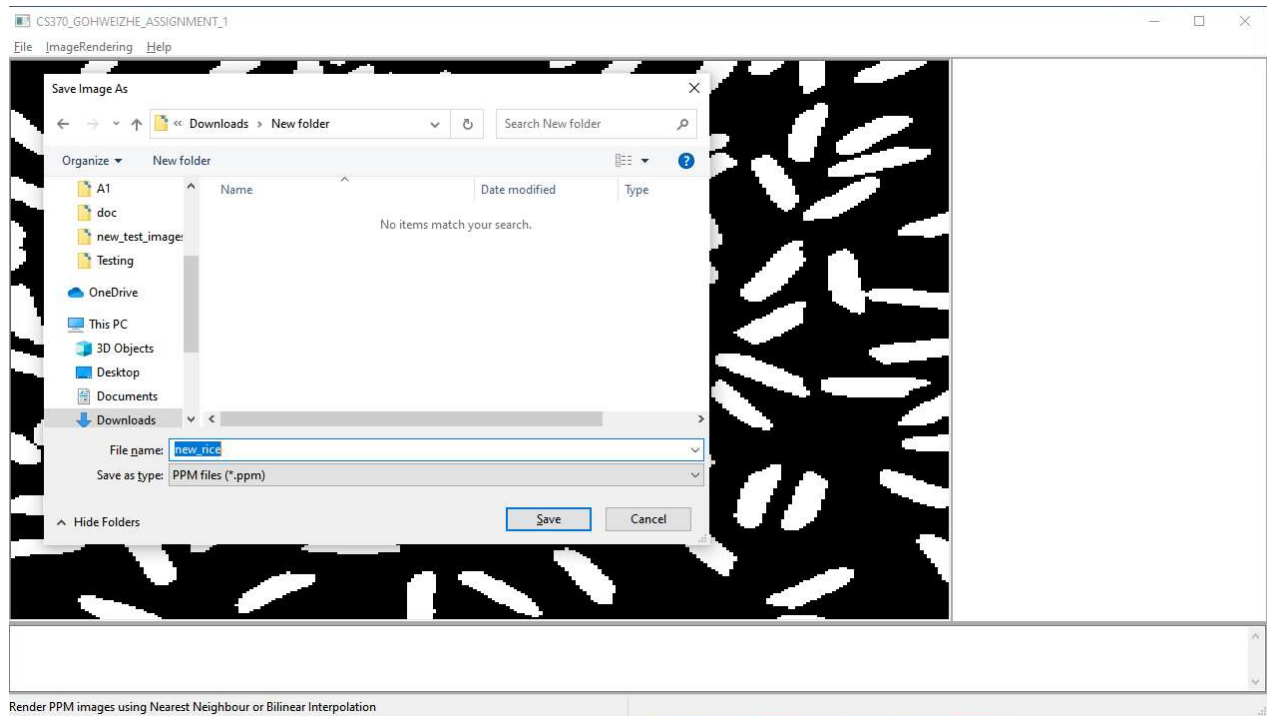 CS370_GOHWEIZHE_ASSIGNMENT_1
File ImageRendering Help
Save Image As
« Downloads › New folder
Search New folder
Organize
New folder
A1
doc
new_test_image
Testing
OneDrive
This PC
3D Objects
Desktop
Documents
Downloads
Name Date modified Type
No items match your search.
File name: new_rice
Save as type: PPM files (*.ppm)
Hide Folders
Save
Cancel
Render PPM images using Nearest Neighbour or Bilinear Interpolation